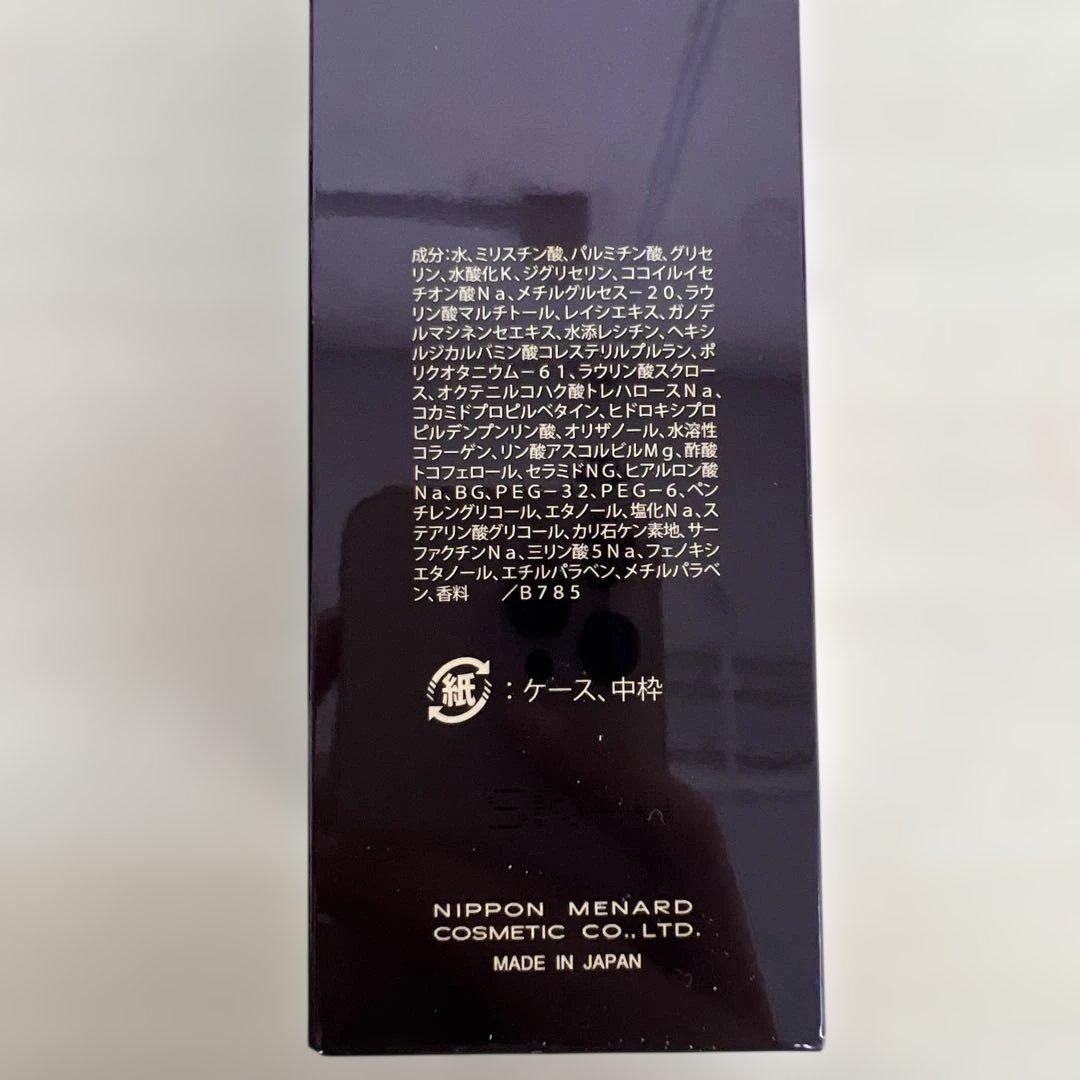 成分：水、ミリスチン酸、パルミチン酸、グリセ
リン、水酸化K、ジグリセリン、ココイルイセ
チオン酸Na、メチルグルセス－20、ラウ
リン酸マルチトール、レイシエキス、ガノデ
ルマシネンセエキス、水添レシチン、ヘキシ
ルジカルバミン酸コレステリルプルラン、ポ
リクオタニウム－61、ラウリン酸スクロー
ス、オクテニルコハク酸トレハロースNa、
コカミドプロピルベタイン、ヒドロキシプロ
ピルデンプンリン酸、オリザノール、水溶性
コラーゲン、リン酸アスコルビルMg、酢酸
トコフェロール、セラミドNG、ヒアルロン酸
Na、BG、PEG－32、PEG－6、ペン
チレングリコール、エタノール、塩化Na、ス
テアリン酸グリコール、カリ石ケン素地、サー
ファクチンNa、三リン酸5Na、フェノキシ
エタノール、エチルパラベン、メチルパラベ
ン、香料　／B785
紙：ケース、中枠
NIPPON MENARD
COSMETIC CO., LTD.
MADE IN JAPAN